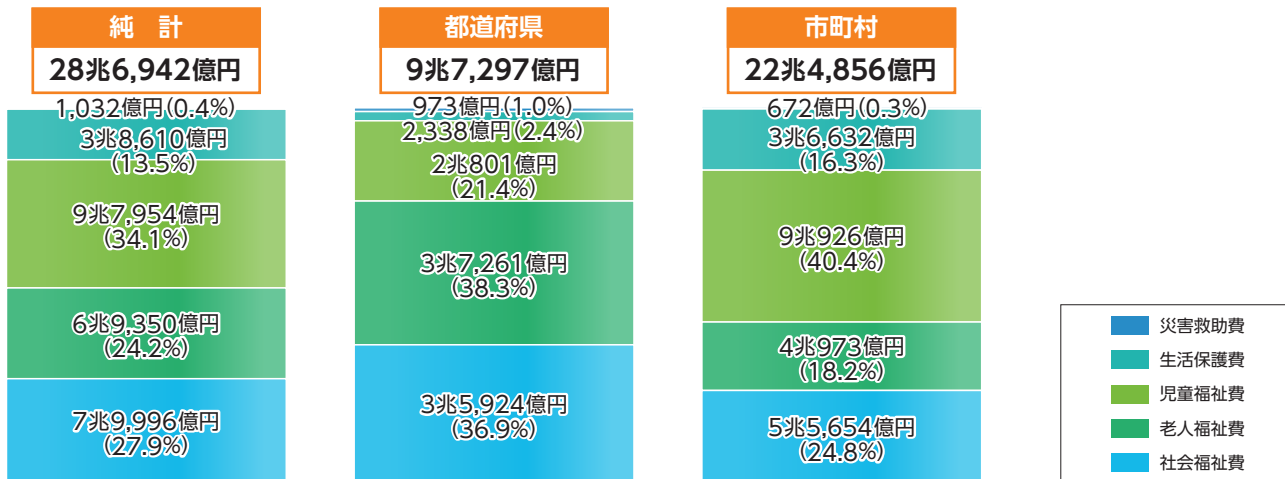 純 計
28兆6,942億円
1,032億円(0.4%)
3兆8,610億円
(13.5%)
9兆7,954億円
(34.1%)
6兆9,350億円
(24.2%)
7兆9,996億円
(27.9%)
都道府県
9兆7,297億円
973億円(1.0%)
2,338億円(2.4%)
2兆801億円
(21.4%)
3兆7,261億円
(38.3%)
3兆5,924億円
(36.9%)
市町村
22兆4,856億円
672億円(0.3%)
3兆6,632億円
(16.3%)
9兆926億円
(40.4%)
4兆973億円
(18.2%)
5兆5,654億円
(24.8%)
災害救助費
生活保護費
児童福祉費
老人福祉費
社会福祉費